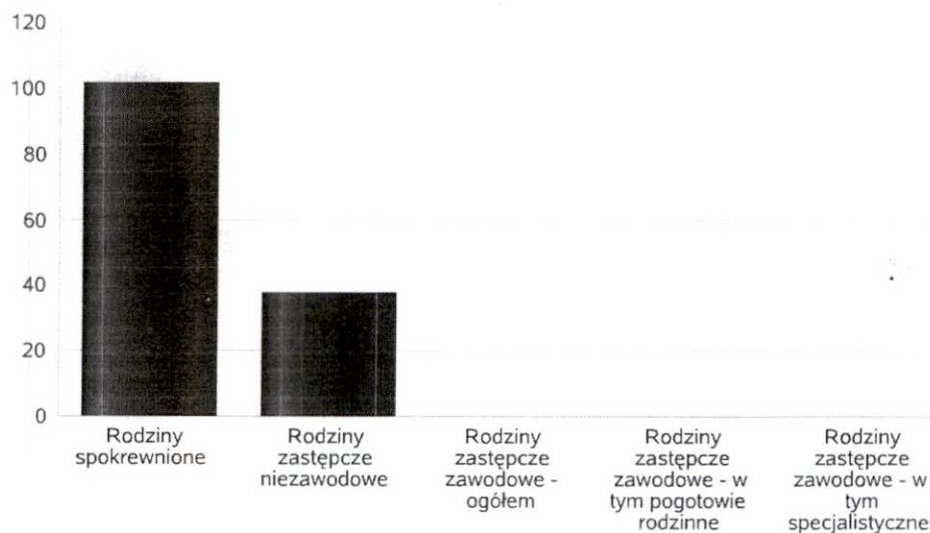 120
100
80
60
40
20
0
Rodziny
spokrewnione
Rodziny
zastępcze
niezawodowe
Rodziny
zastępcze
zawodowe -
ogółem
Rodziny
zastępcze
zawodowe - w
tym pogotowie
rodzinne
Rodziny
zastępcze
zawodowe - w
tym
specjalistyczne